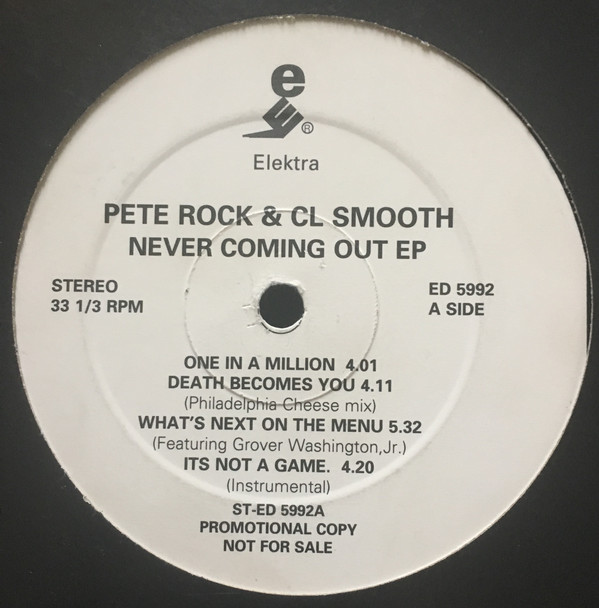 e
E
®
Elektra
PETE ROCK & CL SMOOTH
NEVER COMING OUT EP
STEREO
33 1/3 RPM
ED 5992
A SIDE
ONE IN A MILLION 4.01
DEATH BECOMES YOU 4.11
(Philadelphia Cheese mix)
WHAT'S NEXT ON THE MENU 5.32
(Featuring Grover Washington,Jr.)
ITS NOT A GAME. 4.20
(Instrumental)
ST-ED 5992A
PROMOTIONAL COPY
NOT FOR SALE